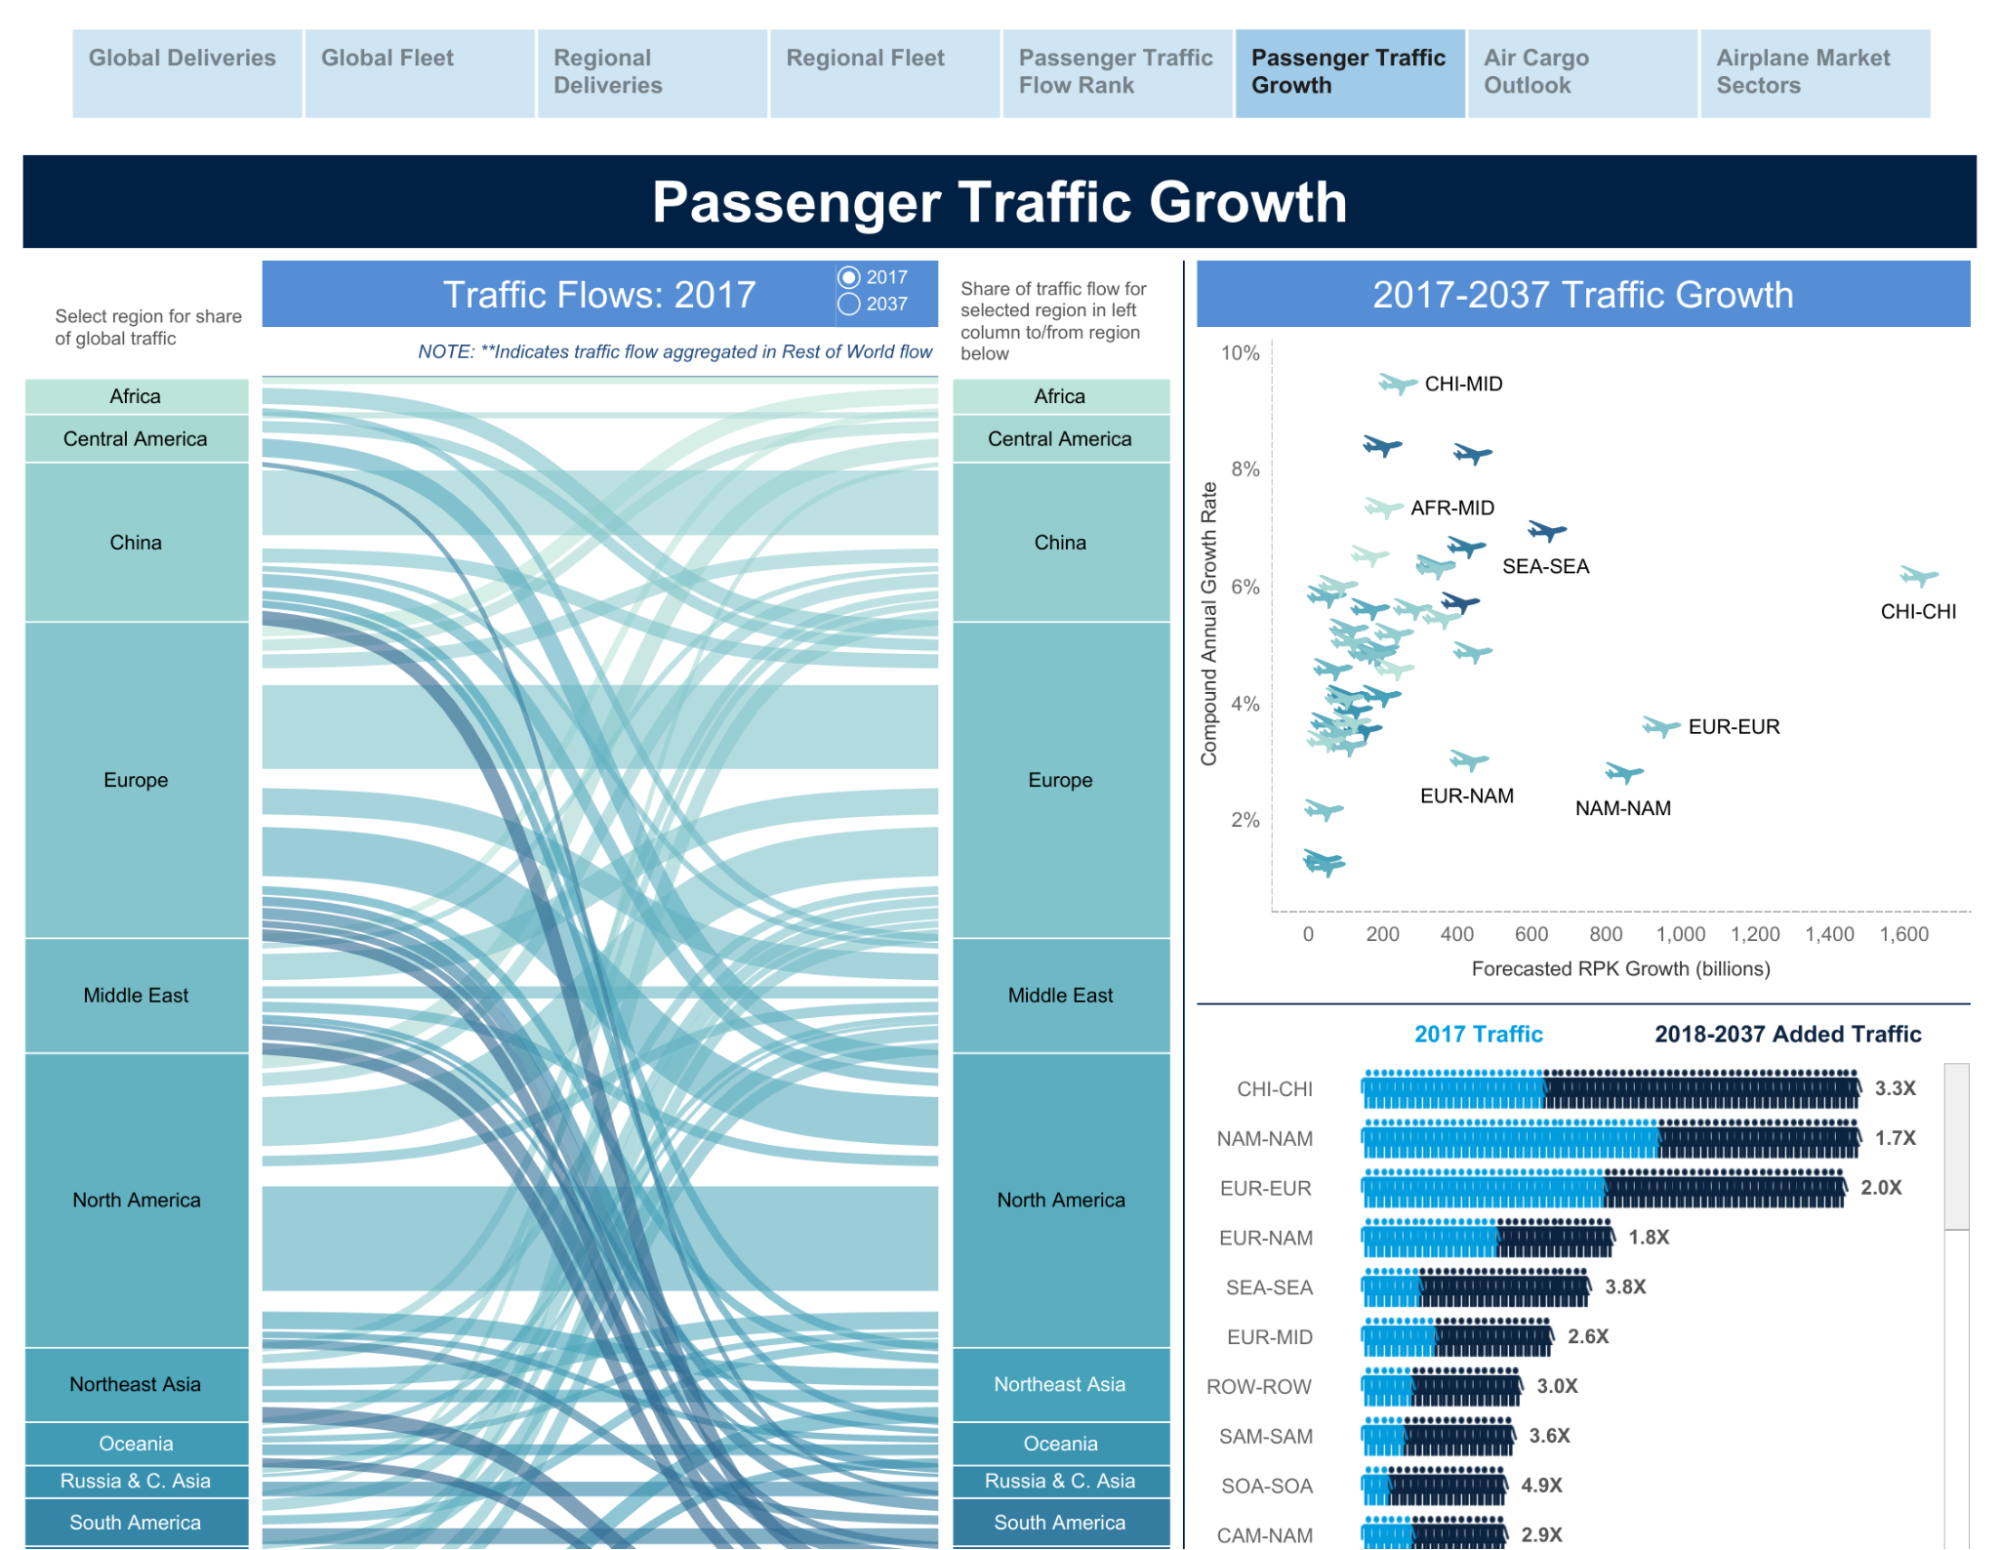 Global Deliveries
Global Fleet
Regional
Deliveries
Regional Fleet
Passenger Traffic
Flow Rank
Passenger Traffic
Growth
Air Cargo
Outlook
Airplane Market
Sectors
Passenger Traffic Growth
Select region for share
of global traffic
Traffic Flows: 2017
2017
2037
NOTE: **Indicates traffic flow aggregated in Rest of World flow
Share of traffic flow for
selected region in left
column to/from region
below
Africa
Central America
China
Europe
Middle East
North America
Northeast Asia
Oceania
Russia & C. Asia
South America
Africa
Central America
China
Europe
Middle East
North America
Northeast Asia
Oceania
Russia & C. Asia
South America
2017-2037 Traffic Growth
Compound Annual Growth Rate
10%
8%
6%
4%
2%
CHI-MID
AFR-MID
SEA-SEA
CHI-CHI
EUR-EUR
EUR-NAM
NAM-NAM
0 200 400 600 800 1,000 1,200 1,400 1,600
Forecasted RPK Growth (billions)
2017 Traffic 2018-2037 Added Traffic
CHI-CHI 3.3X
NAM-NAM 1.7X
EUR-EUR 2.0X
EUR-NAM 1.8X
SEA-SEA 3.8X
EUR-MID 2.6X
ROW-ROW 3.0X
SAM-SAM 3.6X
SOA-SOA 4.9X
CAM-NAM 2.9X